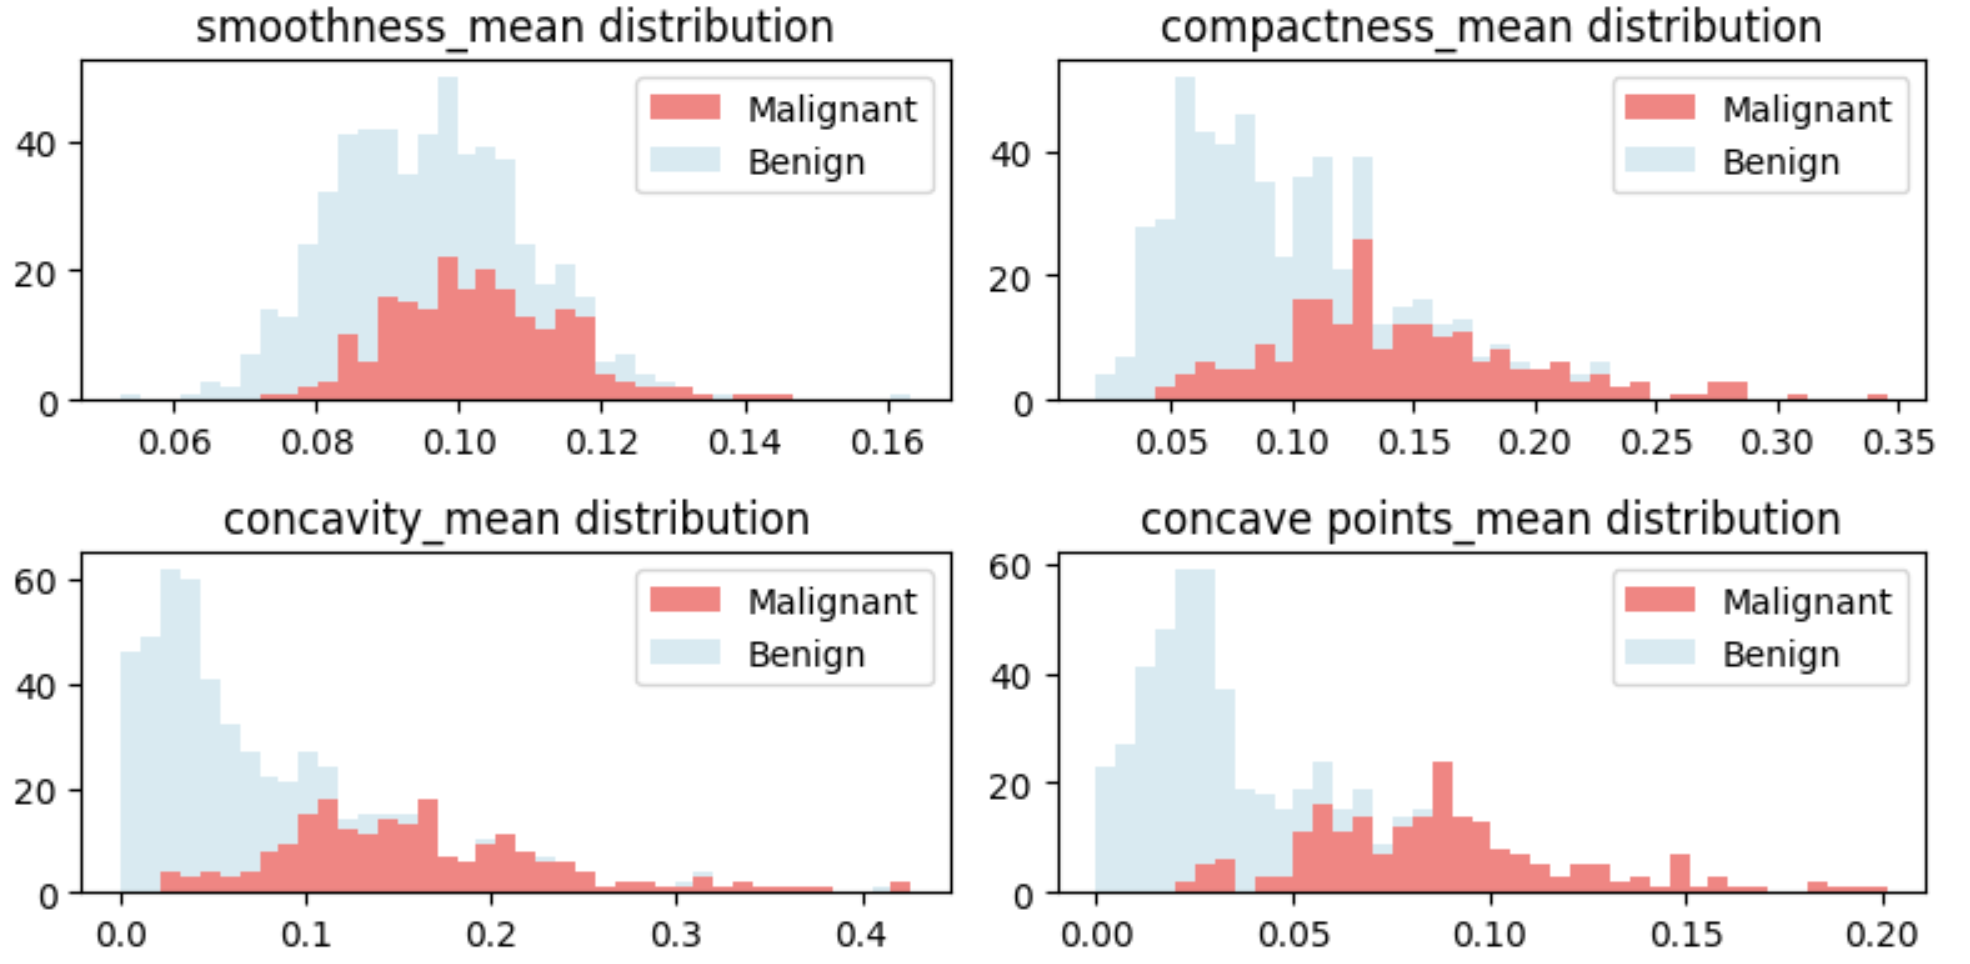 smoothness_mean distribution
Malignant
Benign
40
20
0
0.06 0.08 0.10 0.12 0.14 0.16
compactness_mean distribution
Malignant
Benign
40
20
0
0.05 0.10 0.15 0.20 0.25 0.30 0.35
concavity_mean distribution
Malignant
Benign
60
40
20
0
0.0 0.1 0.2 0.3 0.4
concave points_mean distribution
Malignant
Benign
60
40
20
0
0.00 0.05 0.10 0.15 0.20